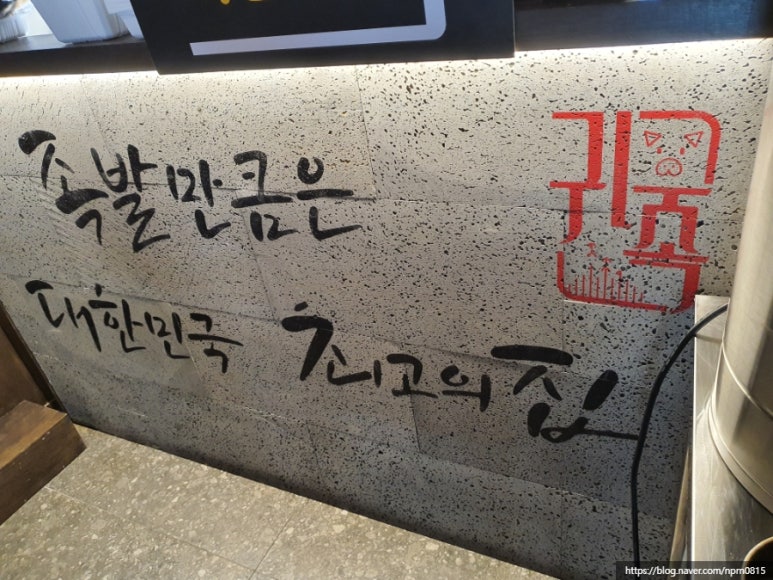 족발만큼은
대한민국 최고의 집
귀족
https://blog.naver.com/npm0815